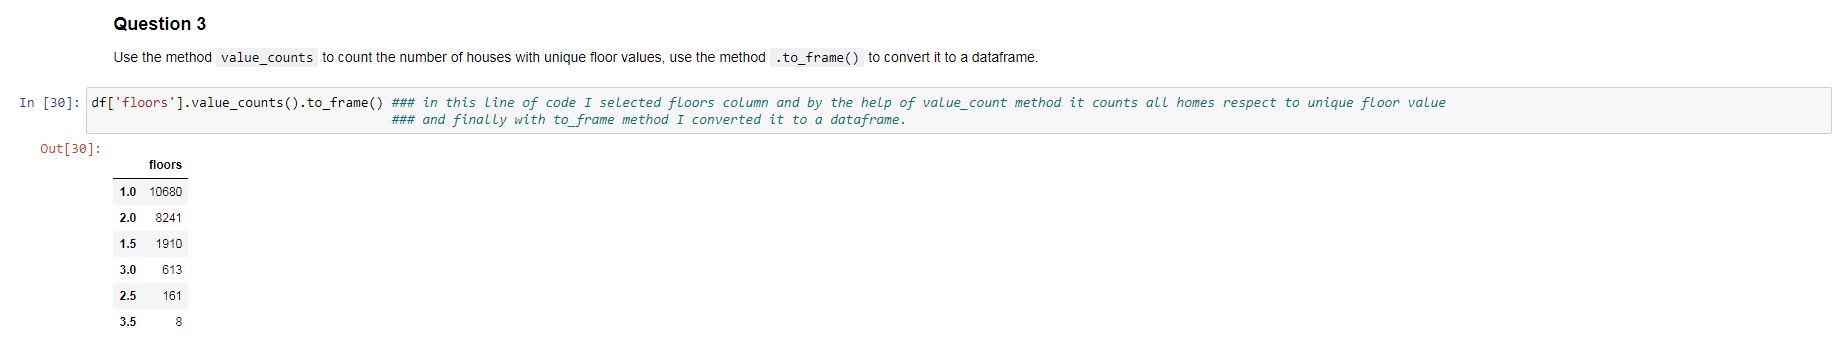 Question 3
Use the method value_counts to count the number of houses with unique floor values, use the method .to_frame() to convert it to a dataframe.
In [30]: df['floors'].value_counts().to_frame() ### in this line of code I selected floors column and by the help of value_count method it counts all homes respect to unique floor value
### and finally with to_frame method I converted it to a dataframe.
Out[30]:
floors
1.0 10680
2.0 8241
1.5 1910
3.0 613
2.5 161
3.5 8